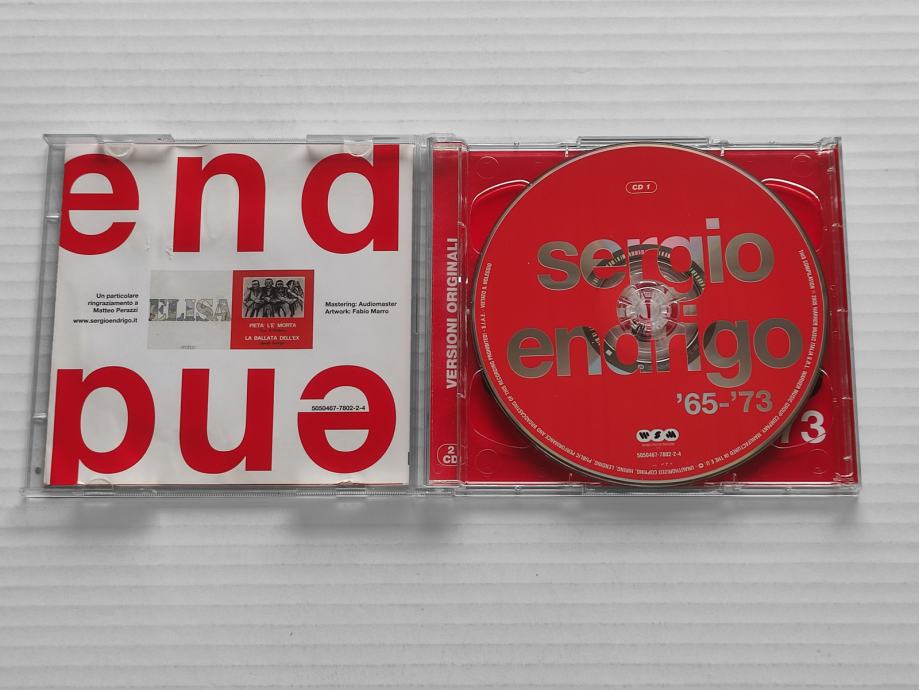 end
Un particolare
ringraziamento a
Matteo Perazzi
www.sergioendrigo.it
ELISA
PIETA' L'E' MORTA
LA BALLATA DELL'EX
Mastering: Audiomaster
Artwork: Fabio Marro
5050467-7802-2-4
end
VERSIONI ORIGINALI
2
CD
CD 1
sergio
endrigo
'65-'73
wsm
5050467-7802-2-4
73